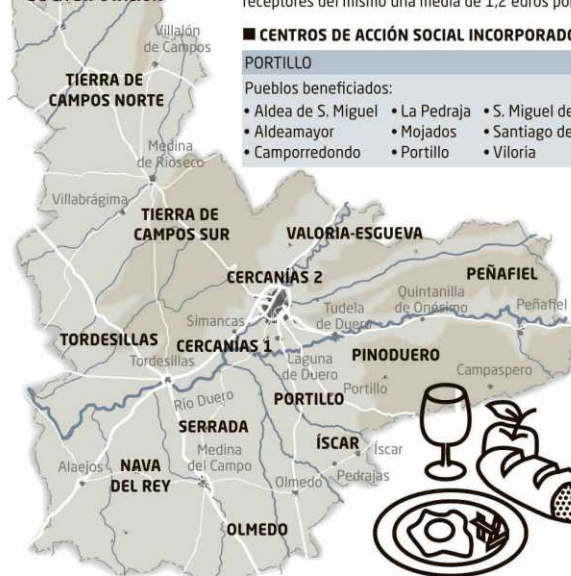 receptores del mismo una media de 1,2 euros por
■ CENTROS DE ACCIÓN SOCIAL INCORPORADO
PORTILLO
Pueblos beneficiados:
• Aldea de S. Miguel • La Pedraja • S. Miguel de
• Aldeamayor • Mojados • Santiago de
• Camporredondo • Portillo • Viloria
Villalón
de Campos
TIERRA DE
CAMPOS NORTE
Medina
de Rioseco
Villabrágima
TIERRA DE
CAMPOS SUR
VALORIA-ESGUEVA
CERCANÍAS 2
PEÑAFIEL
Quintanilla
de Onésimo
Peñafiel
Tudela
de Duero
Simancas
TORDESILLAS
CERCANÍAS 1
Tordesillas
Laguna
de Duero
PINODUERO
Campaspero
Portillo
Río Duero
PORTILLO
SERRADA
ÍSCAR
Íscar
Medina
del Campo
Alaejos
NAVA
DEL REY
Olmedo
Pedrajas
OLMEDO